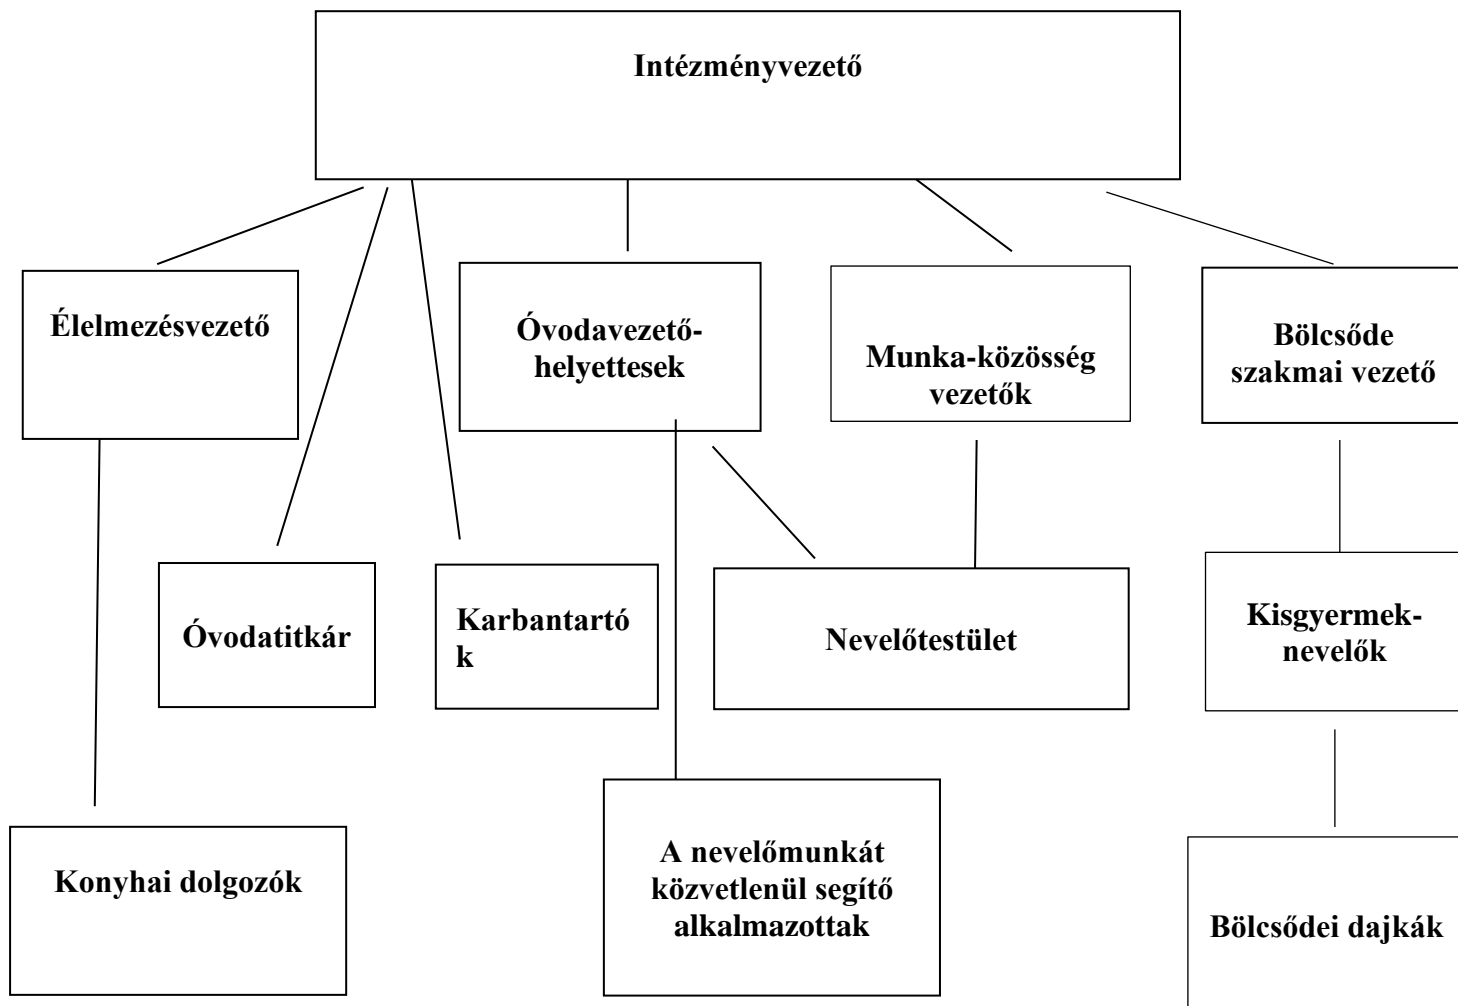 Intézményvezető
Élelmezésvezető
Óvodavezető-
helyettesek
Munka-közösség
vezetők
Bölcsőde
szakmai vezető
Óvodatitkár
Karbantartó
k
Nevelőtestület
Kisgyermek-
nevelők
Konyhai dolgozók
A nevelőmunkát
közvetlenül segítő
alkalmazottak
Bölcsődei dajkák